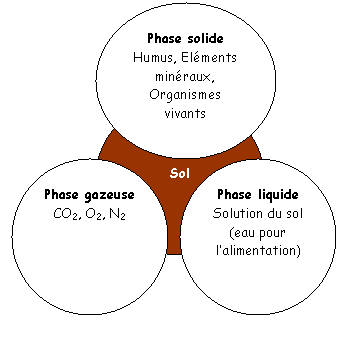 Phase solide
Humus, Eléments
minéraux,
Organismes
vivants
Sol
Phase gazeuse
CO₂, O₂, N₂
Phase liquide
Solution du sol
(eau pour
l'alimentation)